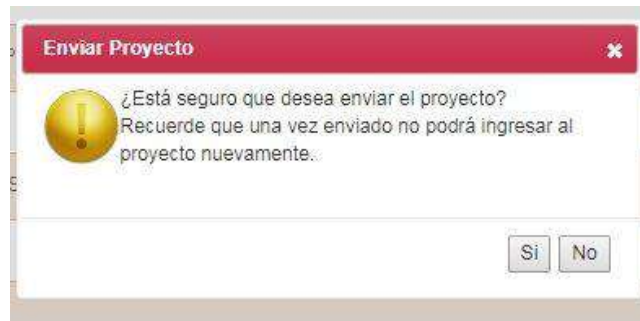 Enviar Proyecto
¿Está seguro que desea enviar el proyecto?
Recuerde que una vez enviado no podrá ingresar al
proyecto nuevamente.
Si No